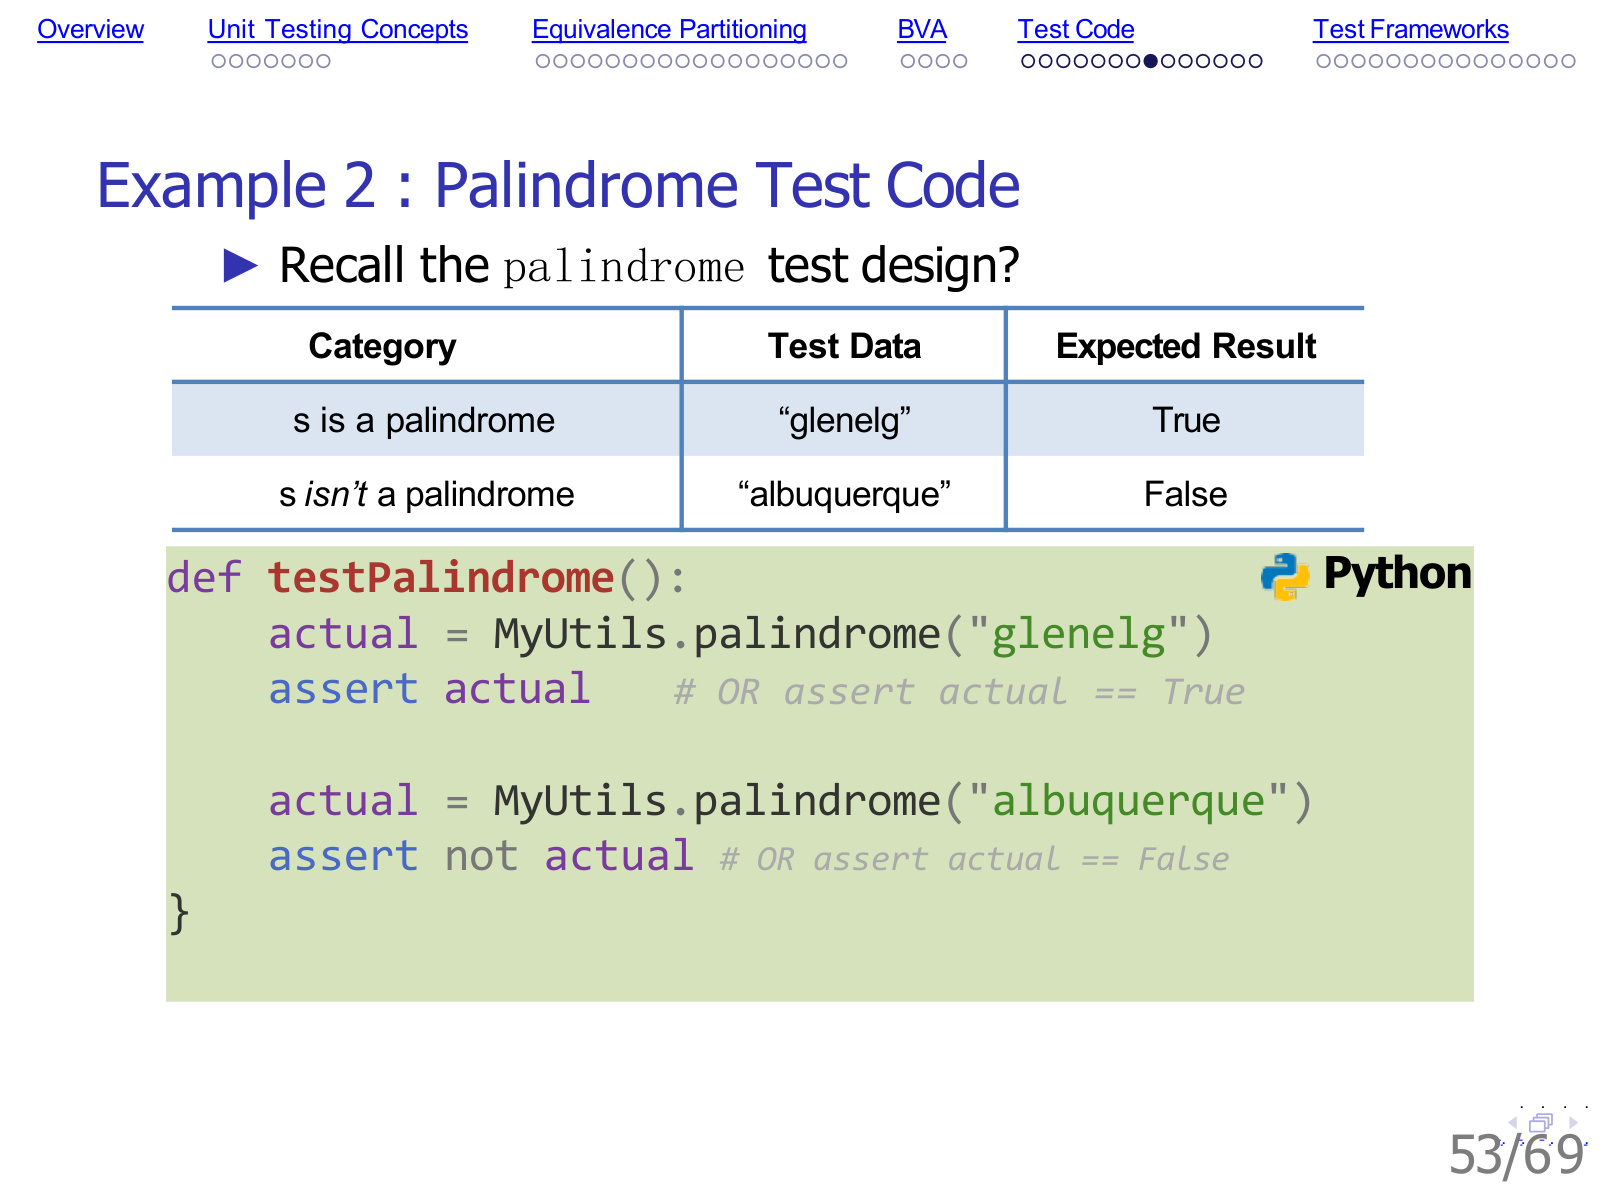 Overview Unit Testing Concepts Equivalence Partitioning BVA Test Code Test Frameworks
Example 2 : Palindrome Test Code
► Recall the palindrome test design?
Category Test Data Expected Result
s is a palindrome “glenelg” True
s isn’t a palindrome “albuquerque” False
Python
def testPalindrome():
    actual = MyUtils.palindrome("glenelg")
    assert actual # OR assert actual == True
    actual = MyUtils.palindrome("albuquerque")
    assert not actual # OR assert actual == False
}
53/69